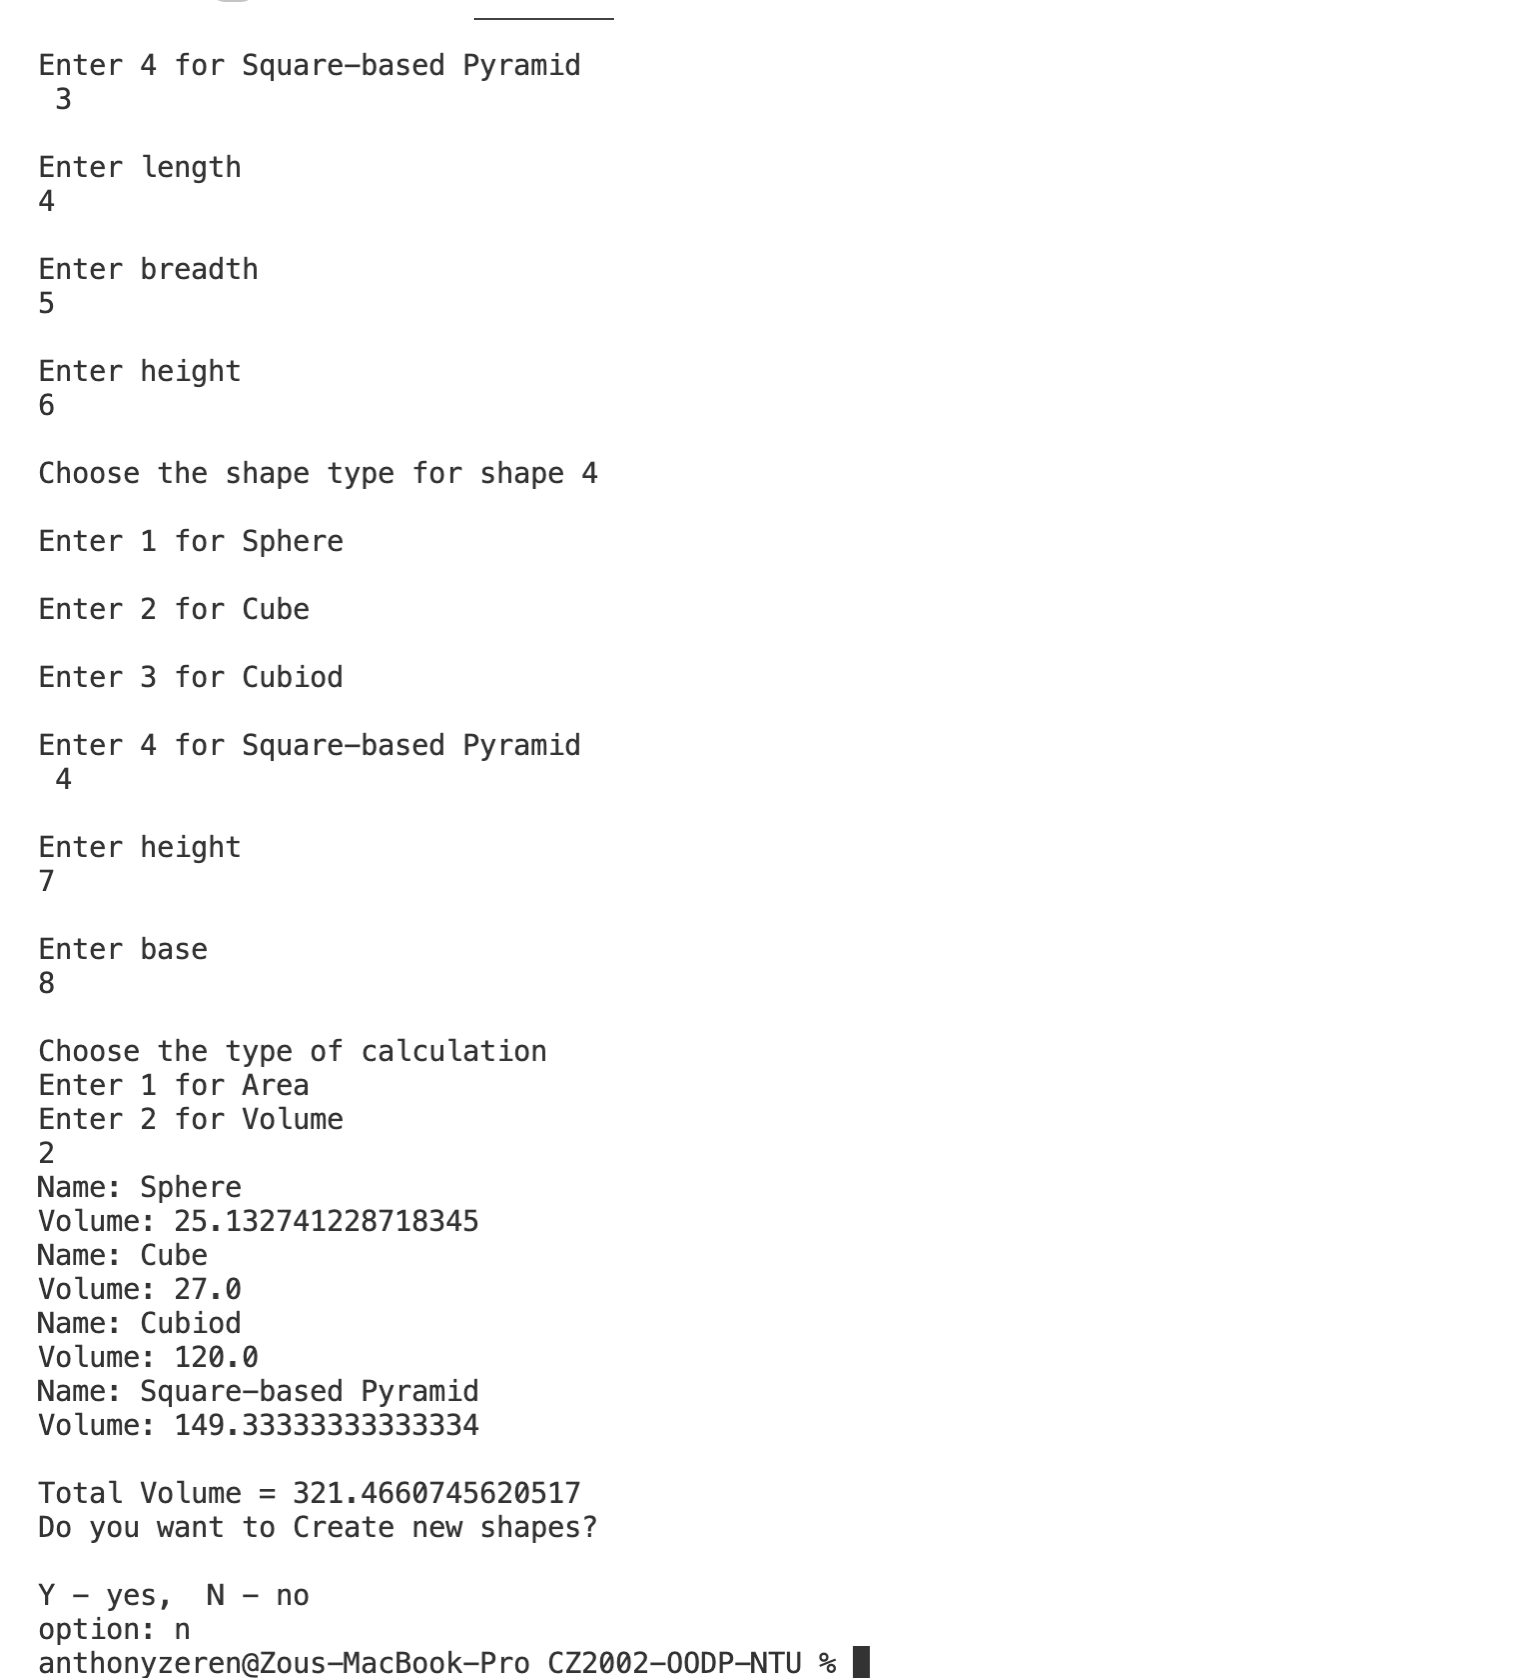 Enter 4 for Square-based Pyramid
3
Enter length
4
Enter breadth
5
Enter height
6
Choose the shape type for shape 4
Enter 1 for Sphere
Enter 2 for Cube
Enter 3 for Cubiod
Enter 4 for Square-based Pyramid
4
Enter height
7
Enter base
8
Choose the type of calculation
Enter 1 for Area
Enter 2 for Volume
2
Name: Sphere
Volume: 25.132741228718345
Name: Cube
Volume: 27.0
Name: Cubiod
Volume: 120.0
Name: Square-based Pyramid
Volume: 149.33333333333334
Total Volume = 321.4660745620517
Do you want to Create new shapes?
Y - yes,  N - no
option: n
anthonyzeren@Zous-MacBook-Pro CZ2002-OODP-NTU %